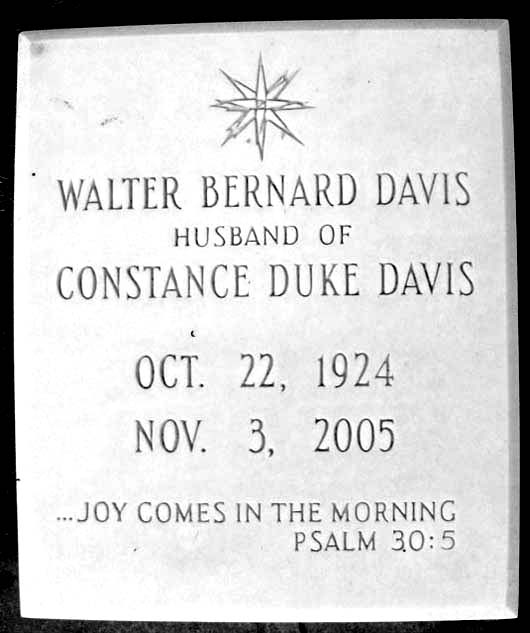 WALTER BERNARD DAVIS
HUSBAND OF
CONSTANCE DUKE DAVIS
OCT. 22, 1924
NOV. 3, 2005
...JOY COMES IN THE MORNING
PSALM 30:5